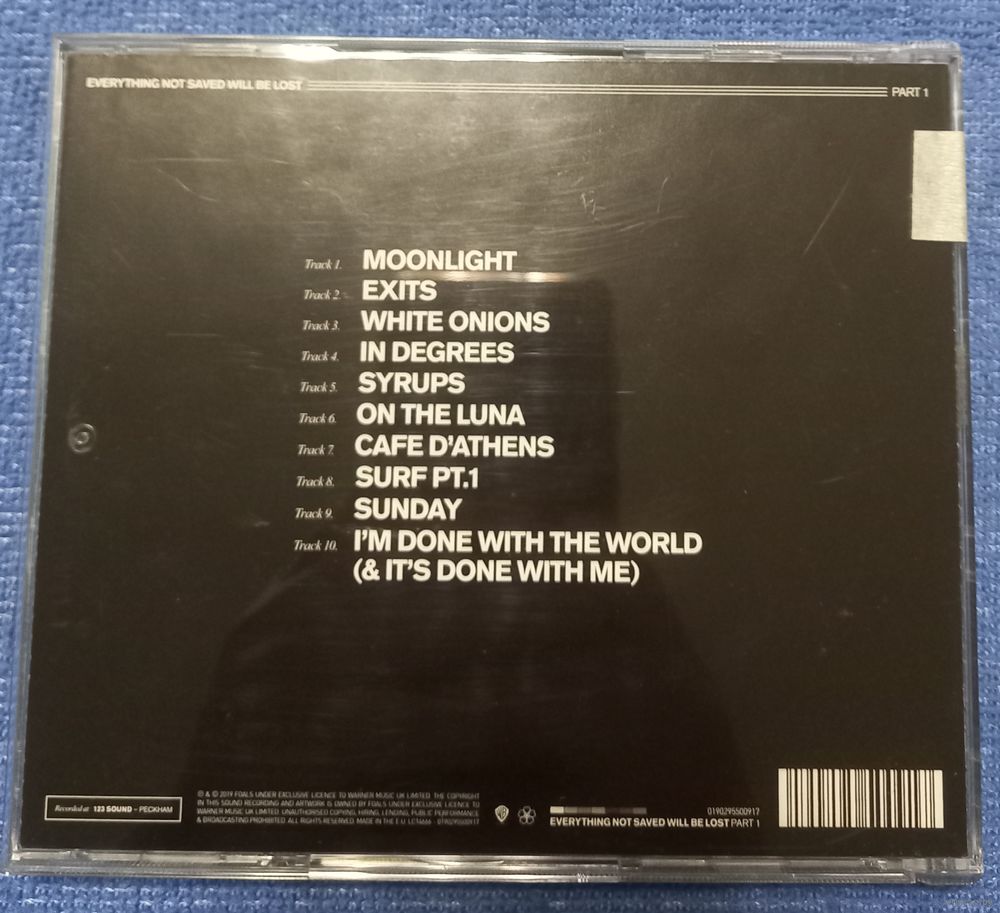 EVERYTHING NOT SAVED WILL BE LOST PART 1
Track 1. MOONLIGHT
Track 2. EXITS
Track 3. WHITE ONIONS
Track 4. IN DEGREES
Track 5. SYRUPS
Track 6. ON THE LUNA
Track 7. CAFE D'ATHENS
Track 8. SURF PT.1
Track 9. SUNDAY
Track 10. I'M DONE WITH THE WORLD
(& IT'S DONE WITH ME)
Recorded at 123 SOUND - PECKHAM
℗ & © 2019 FOALS UNDER EXCLUSIVE LICENCE TO WARNER MUSIC UK LIMITED. THE COPYRIGHT
IN THIS SOUND RECORDING AND ARTWORK IS OWNED BY FOALS UNDER EXCLUSIVE LICENCE TO
WARNER MUSIC UK LIMITED. UNAUTHORISED COPYING, HIRING, LENDING, PUBLIC PERFORMANCE
& BROADCASTING PROHIBITED. ALL RIGHTS RESERVED. MADE IN THE E.U. LC14666 - 0190295500917
0190295500917
EVERYTHING NOT SAVED WILL BE LOST PART 1